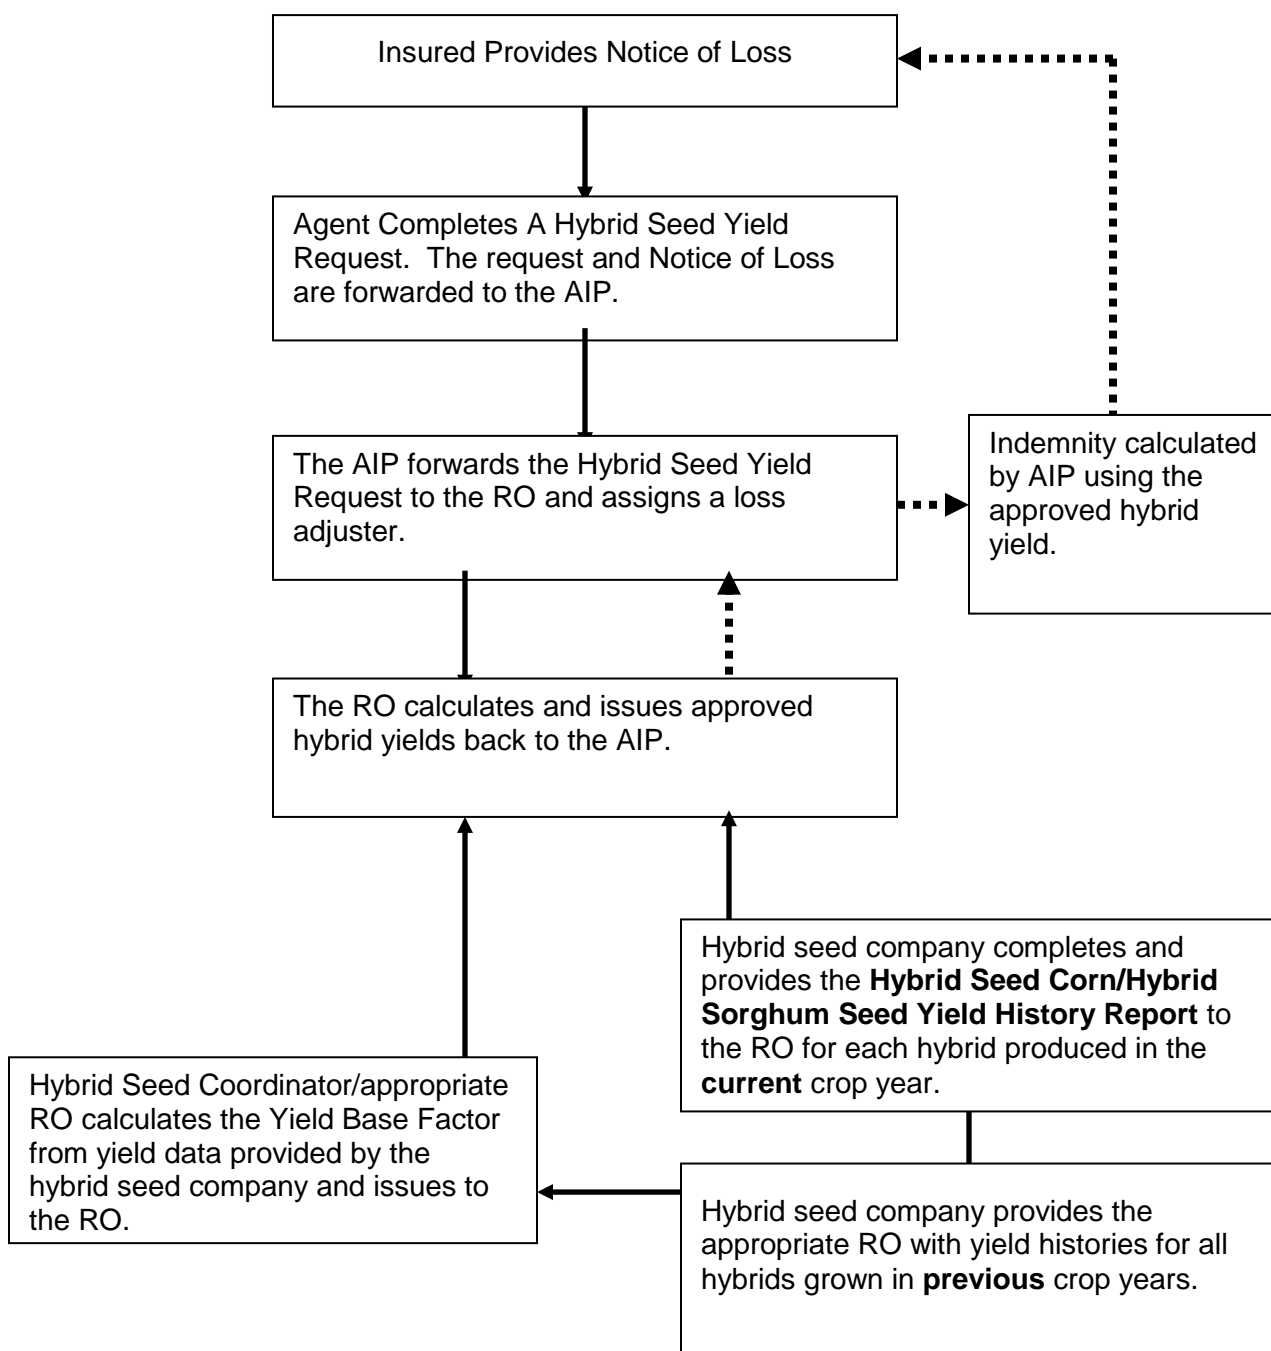 Insured Provides Notice of Loss
Agent Completes A Hybrid Seed Yield
Request.  The request and Notice of Loss
are forwarded to the AIP.
The AIP forwards the Hybrid Seed Yield
Request to the RO and assigns a loss
adjuster.
Indemnity calculated
by AIP using the
approved hybrid
yield.
The RO calculates and issues approved
hybrid yields back to the AIP.
Hybrid seed company completes and
provides the Hybrid Seed Corn/Hybrid
Sorghum Seed Yield History Report to
the RO for each hybrid produced in the
current crop year.
Hybrid Seed Coordinator/appropriate
RO calculates the Yield Base Factor
from yield data provided by the
hybrid seed company and issues to
the RO.
Hybrid seed company provides the
appropriate RO with yield histories for all
hybrids grown in previous crop years.